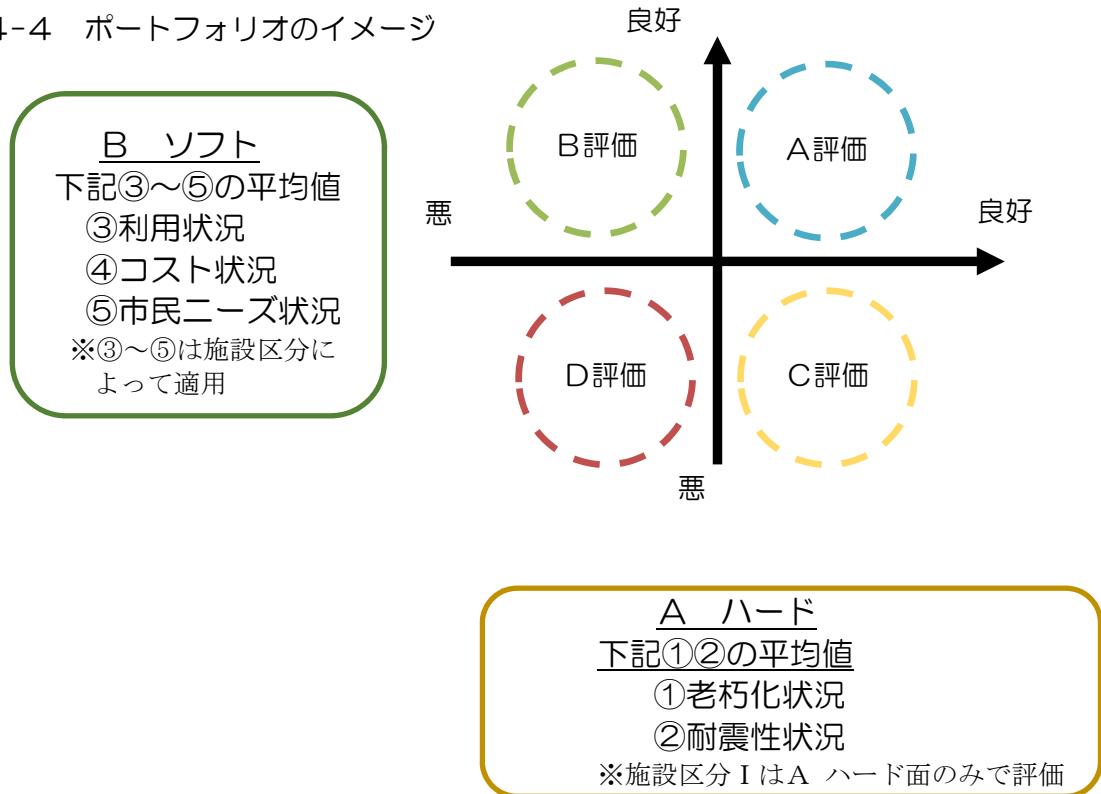 4-4　ポートフォリオのイメージ
良好
B　ソフト
下記③～⑤の平均値
③利用状況
④コスト状況
⑤市民ニーズ状況
※③～⑤は施設区分に
よって適用
B評価
A評価
悪
良好
D評価
C評価
悪
A　ハード
下記①②の平均値
①老朽化状況
②耐震性状況
※施設区分ⅠはA　ハード面のみで評価